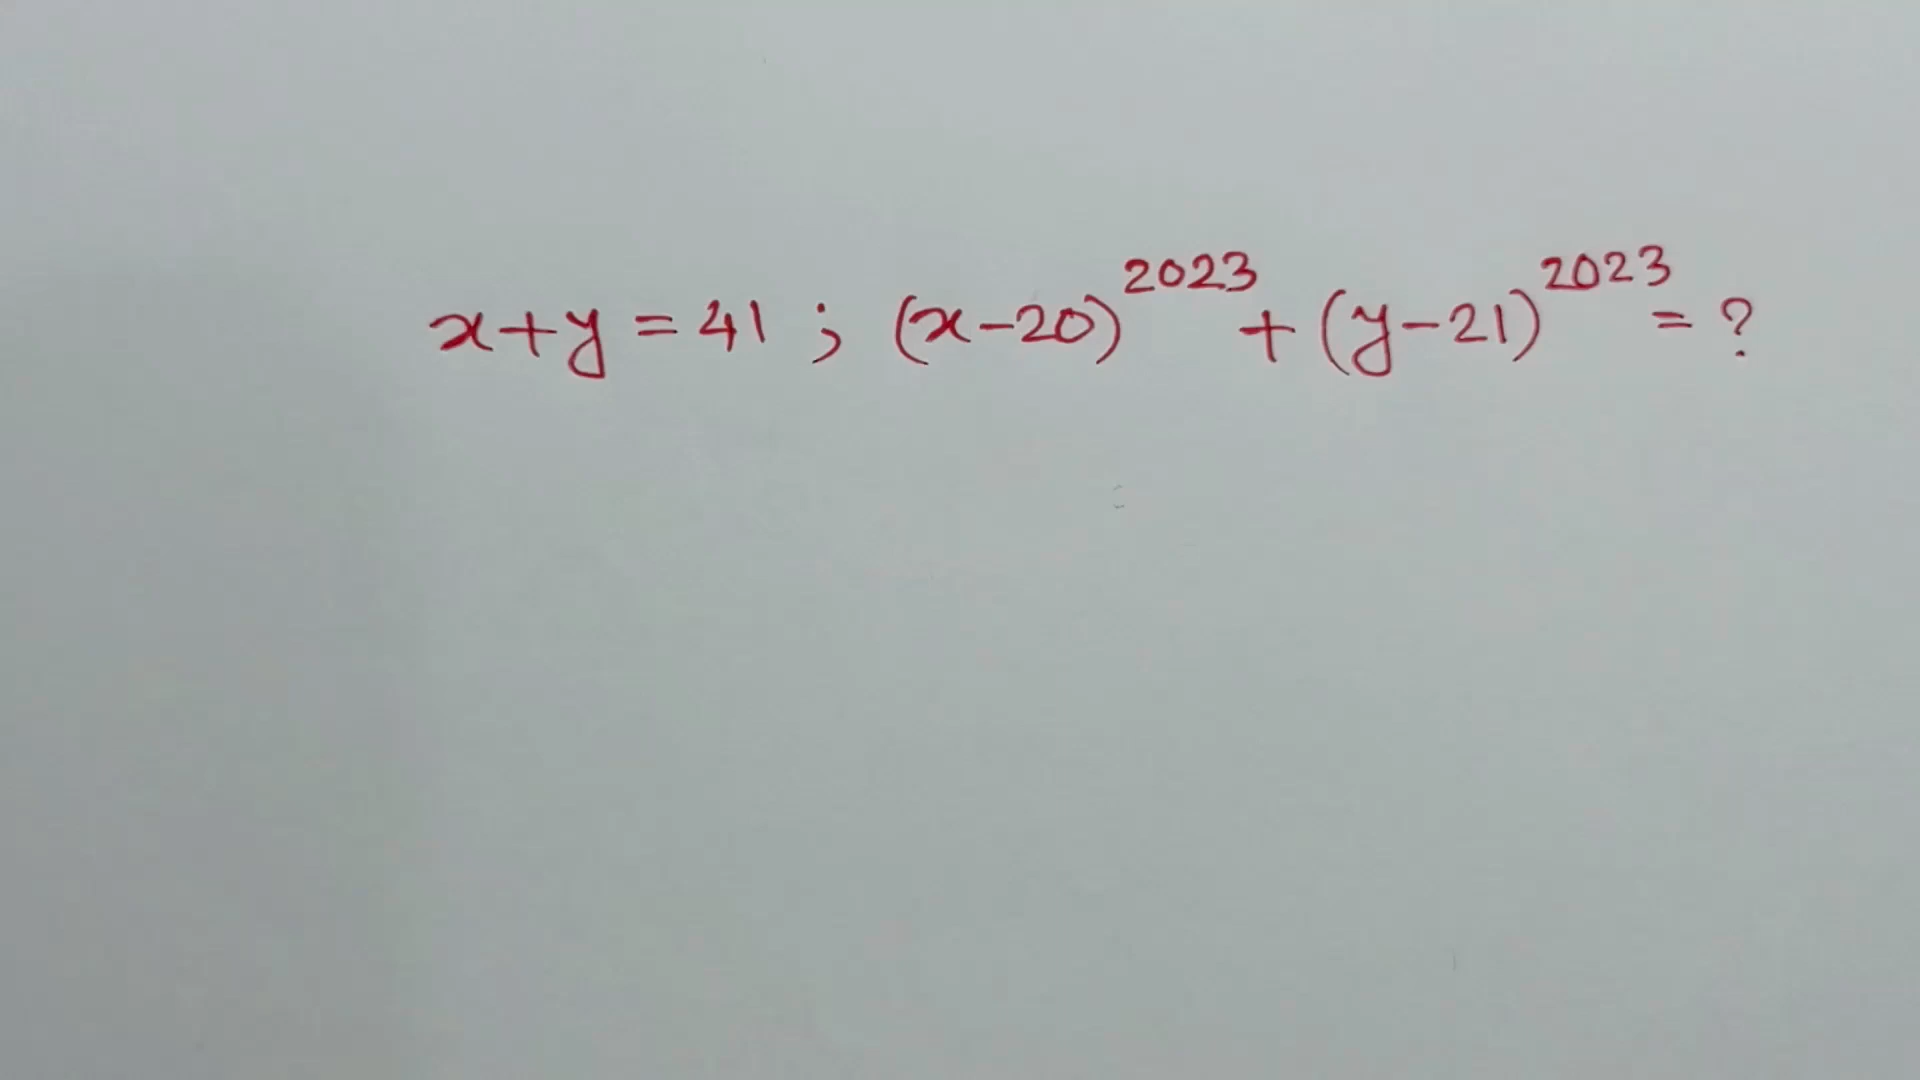 x+y=41 ; (x-20)^2023 + (y-21)^2023 = ?